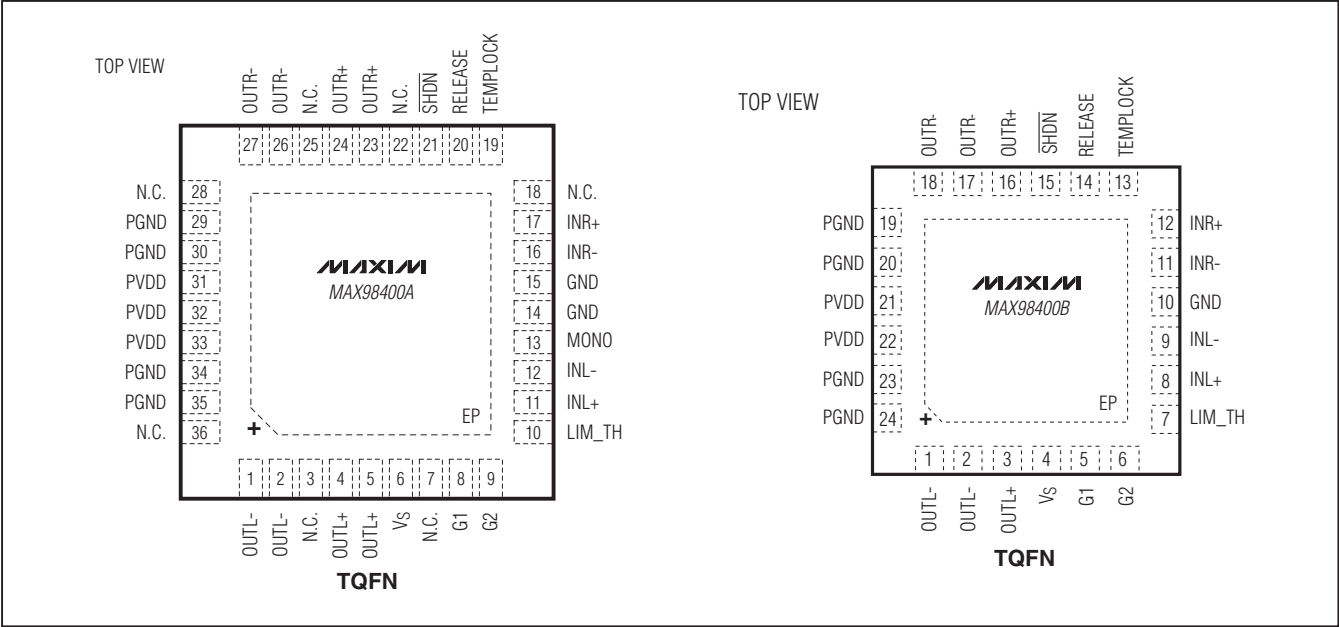 TOP VIEW
OUTR- OUTR- N.C. OUTR+ OUTR+ N.C. SHDN RELEASE TEMPLOCK
27 26 25 24 23 22 21 20 19
N.C. 28 18 N.C.
PGND 29 17 INR+
PGND 30 16 INR-
PVDD 31 15 GND
PVDD 32 14 GND
PVDD 33 13 MONO
PGND 34 12 INL-
PGND 35 11 INL+
N.C. 36 10 LIM_TH
MAXIM
MAX98400A
EP
+
1 2 3 4 5 6 7 8 9
OUTL- OUTL- N.C. OUTL+ OUTL+ VS N.C. G1 G2
TQFN
TOP VIEW
OUTR- OUTR- OUTR+ SHDN RELEASE TEMPLOCK
18 17 16 15 14 13
PGND 19 12 INR+
PGND 20 11 INR-
PVDD 21 10 GND
PVDD 22 9 INL-
PGND 23 8 INL+
PGND 24 7 LIM_TH
MAXIM
MAX98400B
EP
+
1 2 3 4 5 6
OUTL- OUTL- OUTL+ VS G1 G2
TQFN